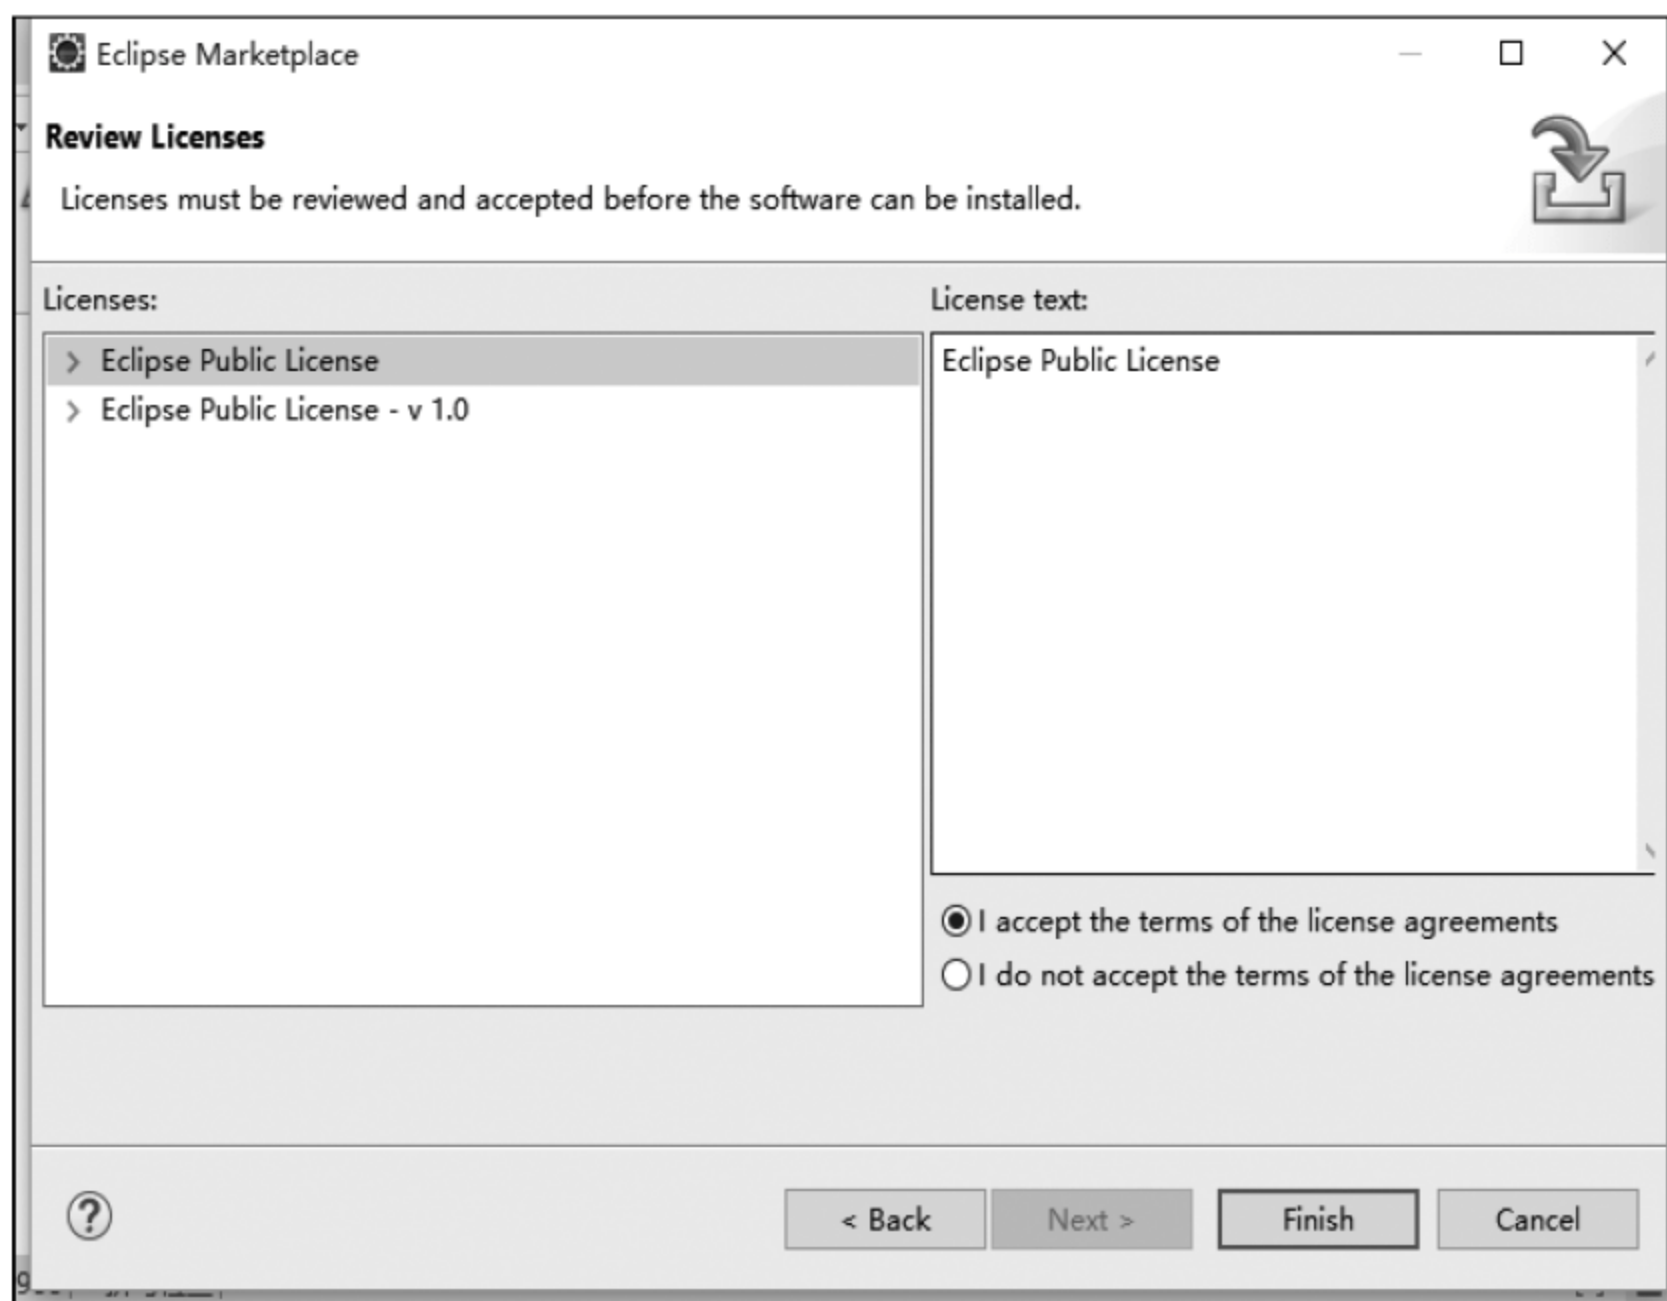 Eclipse Marketplace
Review Licenses
Licenses must be reviewed and accepted before the software can be installed.
Licenses:
License text:
Eclipse Public License
Eclipse Public License - v 1.0
Eclipse Public License
I accept the terms of the license agreements
I do not accept the terms of the license agreements
< Back
Next >
Finish
Cancel